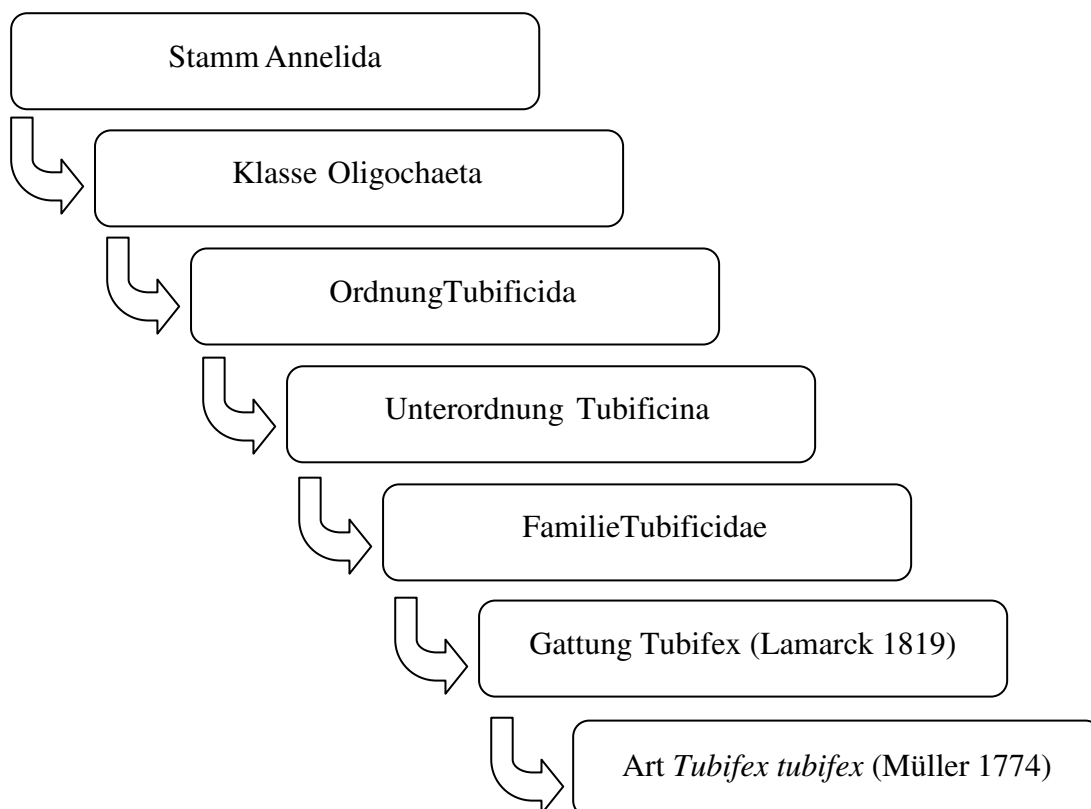 Stamm Annelida
Klasse Oligochaeta
OrdnungTubificida
Unterordnung Tubificina
FamilieTubificidae
Gattung Tubifex (Lamarck 1819)
Art Tubifex tubifex (Müller 1774)